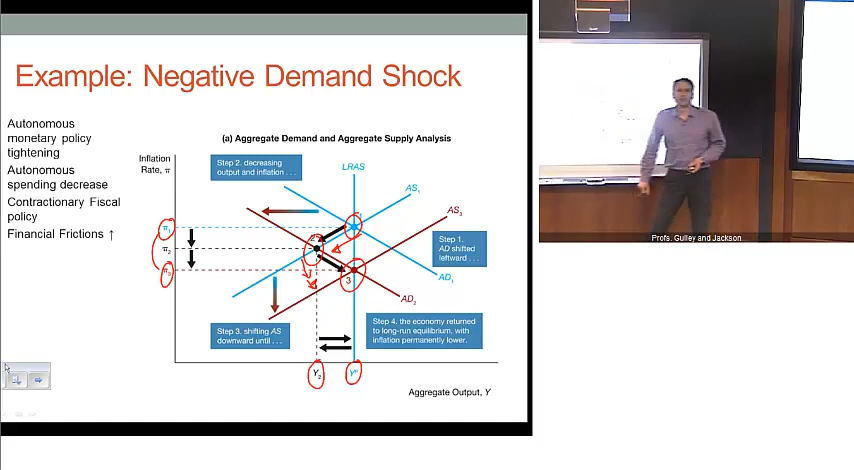 Example: Negative Demand Shock
Autonomous
monetary policy
tightening
Autonomous
spending decrease
Contractionary Fiscal
policy
Financial Frictions ↑
(a) Aggregate Demand and Aggregate Supply Analysis
Inflation
Rate, π
Step 2. decreasing
output and inflation . . .
LRAS
AS₁
AS₃
π₁
π₂
π₃
1
2
3
Step 1.
AD shifted
leftward . . .
AD₁
AD₂
Step 3. shifting AS
downward until . . .
Step 4. the economy returned
to long-run equilibrium, with
inflation permanently lower.
Y₂
Yᴾ
Aggregate Output, Y
Profs. Gulley and Jackson